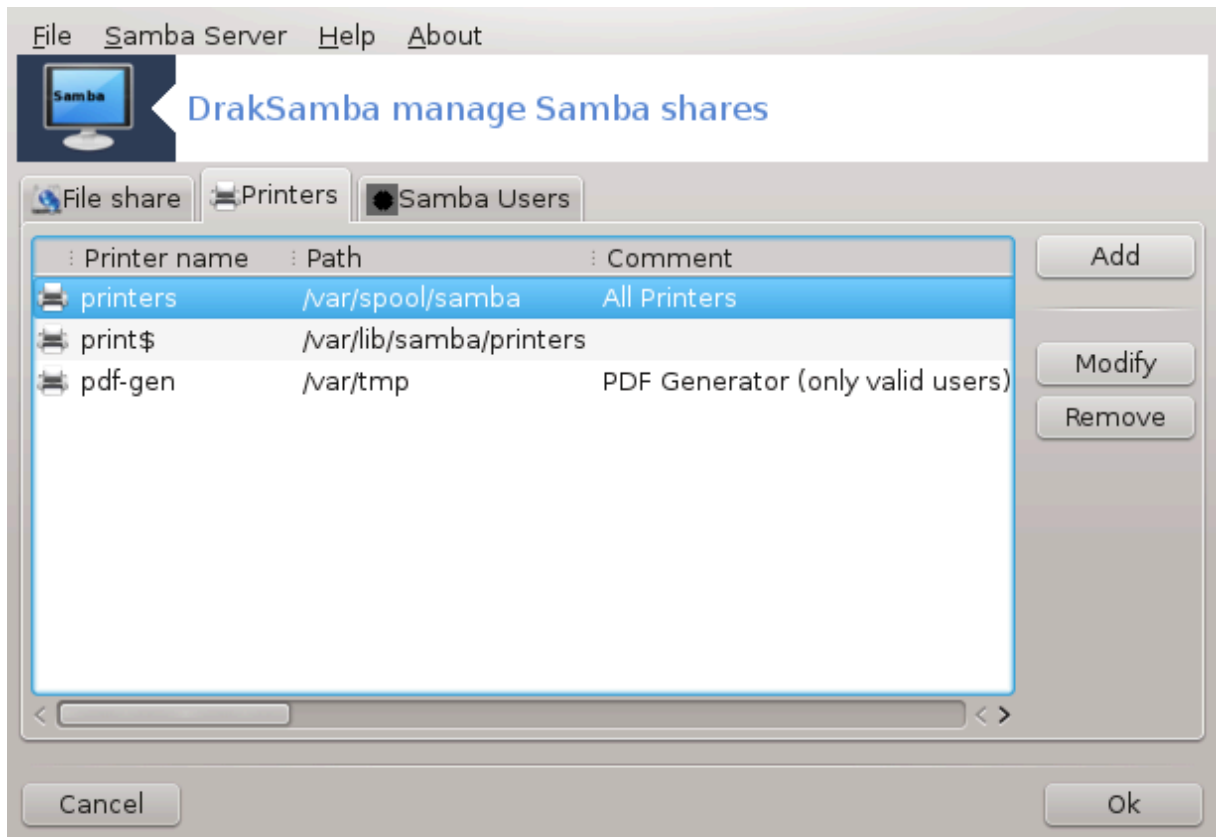 File Samba Server Help About
Samba
DrakSamba manage Samba shares
File share Printers Samba Users
Printer name Path Comment
Add
printers /var/spool/samba All Printers
print$ /var/lib/samba/printers
Modify
pdf-gen /var/tmp PDF Generator (only valid users)
Remove
Cancel Ok